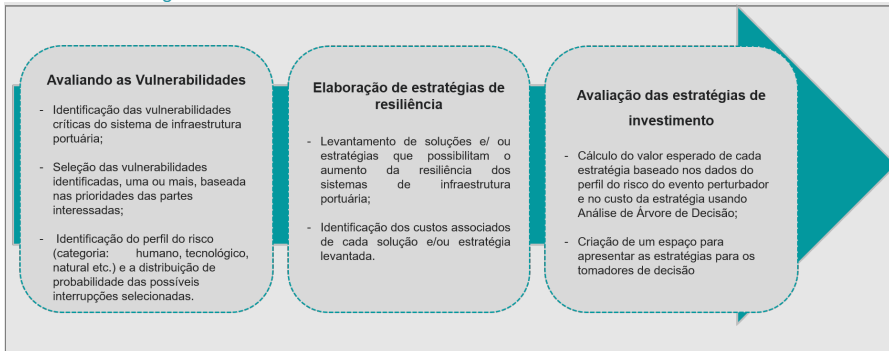 Avaliando as Vulnerabilidades
- Identificação das vulnerabilidades
críticas do sistema de infraestrutura
portuária;
- Seleção das vulnerabilidades
identificadas, uma ou mais, baseada
nas prioridades das partes
interessadas;
- Identificação do perfil do risco
(categoria: humano, tecnológico,
natural etc.) e a distribuição de
probabilidade das possíveis
interrupções selecionadas.
Elaboração de estratégias de
resiliência
- Levantamento de soluções e/ ou
estratégias que possibilitam o
aumento da resiliência dos
sistemas de infraestrutura
portuária;
- Identificação dos custos associados
de cada solução e/ou estratégia
levantada.
Avaliação das estratégias de
investimento
- Cálculo do valor esperado de cada
estratégia baseado nos dados do
perfil do risco do evento perturbador
e no custo da estratégia usando
Análise de Árvore de Decisão;
- Criação de um espaço para
apresentar as estratégias para os
tomadores de decisão